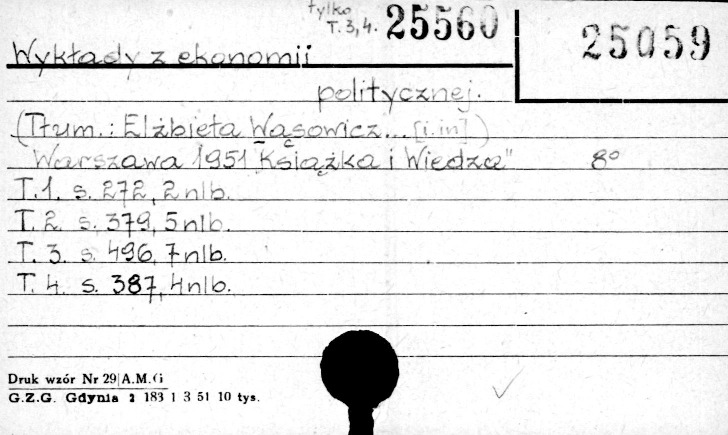 tylko
T. 3, 4. 25560
25059
Wykłady z ekonomii
politycznej.
(Tłum.: Elżbieta Wąsowicz... [i.in])
Warszawa 1951 "Książka i Wiedza" 8°
T.1. s. 272, 2 nlb.
T. 2. s. 379, 5 nlb.
T. 3. s. 496, 7 nlb.
T. 4. s. 387, 4 nlb.
Druk wzór Nr 29 A.M.G
G.Z.G. Gdynia 2 183 1 3 51 10 tys.